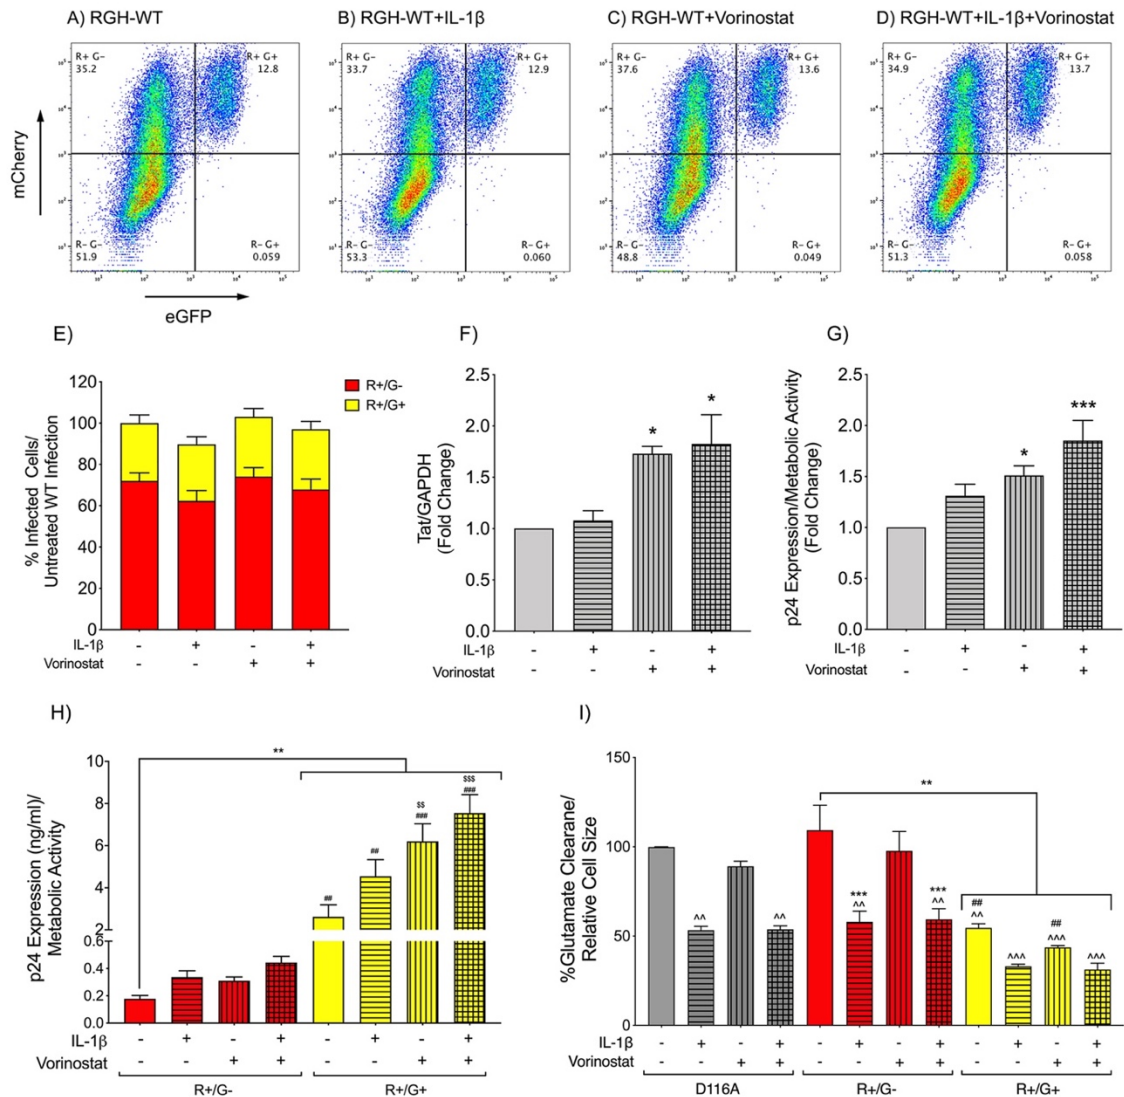 A) RGH-WT
B) RGH-WT+IL-1β
C) RGH-WT+Vorinostat
D) RGH-WT+IL-1β+Vorinostat
R+ G−
35.2
R+ G+
12.8
R− G−
51.9
R− G+
0.059
R+ G−
33.7
R+ G+
12.9
R− G−
53.3
R− G+
0.060
R+ G−
37.6
R+ G+
13.6
R− G−
48.8
R− G+
0.049
R+ G−
34.9
R+ G+
13.7
R− G−
51.3
R− G+
0.058
mCherry
eGFP
E)
% Infected Cells/
Untreated WT Infection
120
100
80
60
40
20
0
R+/G-
R+/G+
IL-1β - + - +
Vorinostat - - + +
F)
Tat/GAPDH
(Fold Change)
2.5
2.0
1.5
1.0
0.5
0.0
* *
IL-1β - + - +
Vorinostat - - + +
G)
p24 Expression/Metabolic Activity
(Fold Change)
2.5
2.0
1.5
1.0
0.5
0.0
* ***
IL-1β - + - +
Vorinostat - - + +
H)
p24 Expression (ng/ml)/
Metabolic Activity
10
8
6
4
2
0.6
0.4
0.2
0.0
**
##
##
$$
###
$$$
###
IL-1β - + - + - + - +
Vorinostat - - + + - - + +
R+/G- R+/G+
I)
%Glutamate Clearane/
Relative Cell Size
150
100
50
0
**
^^
^^
***
^^
***
^^
##
^^
^^^
##
^^^
^^^
IL-1β - + - + - + - + - + - +
Vorinostat - - + + - - + + - - + +
D116A R+/G- R+/G+